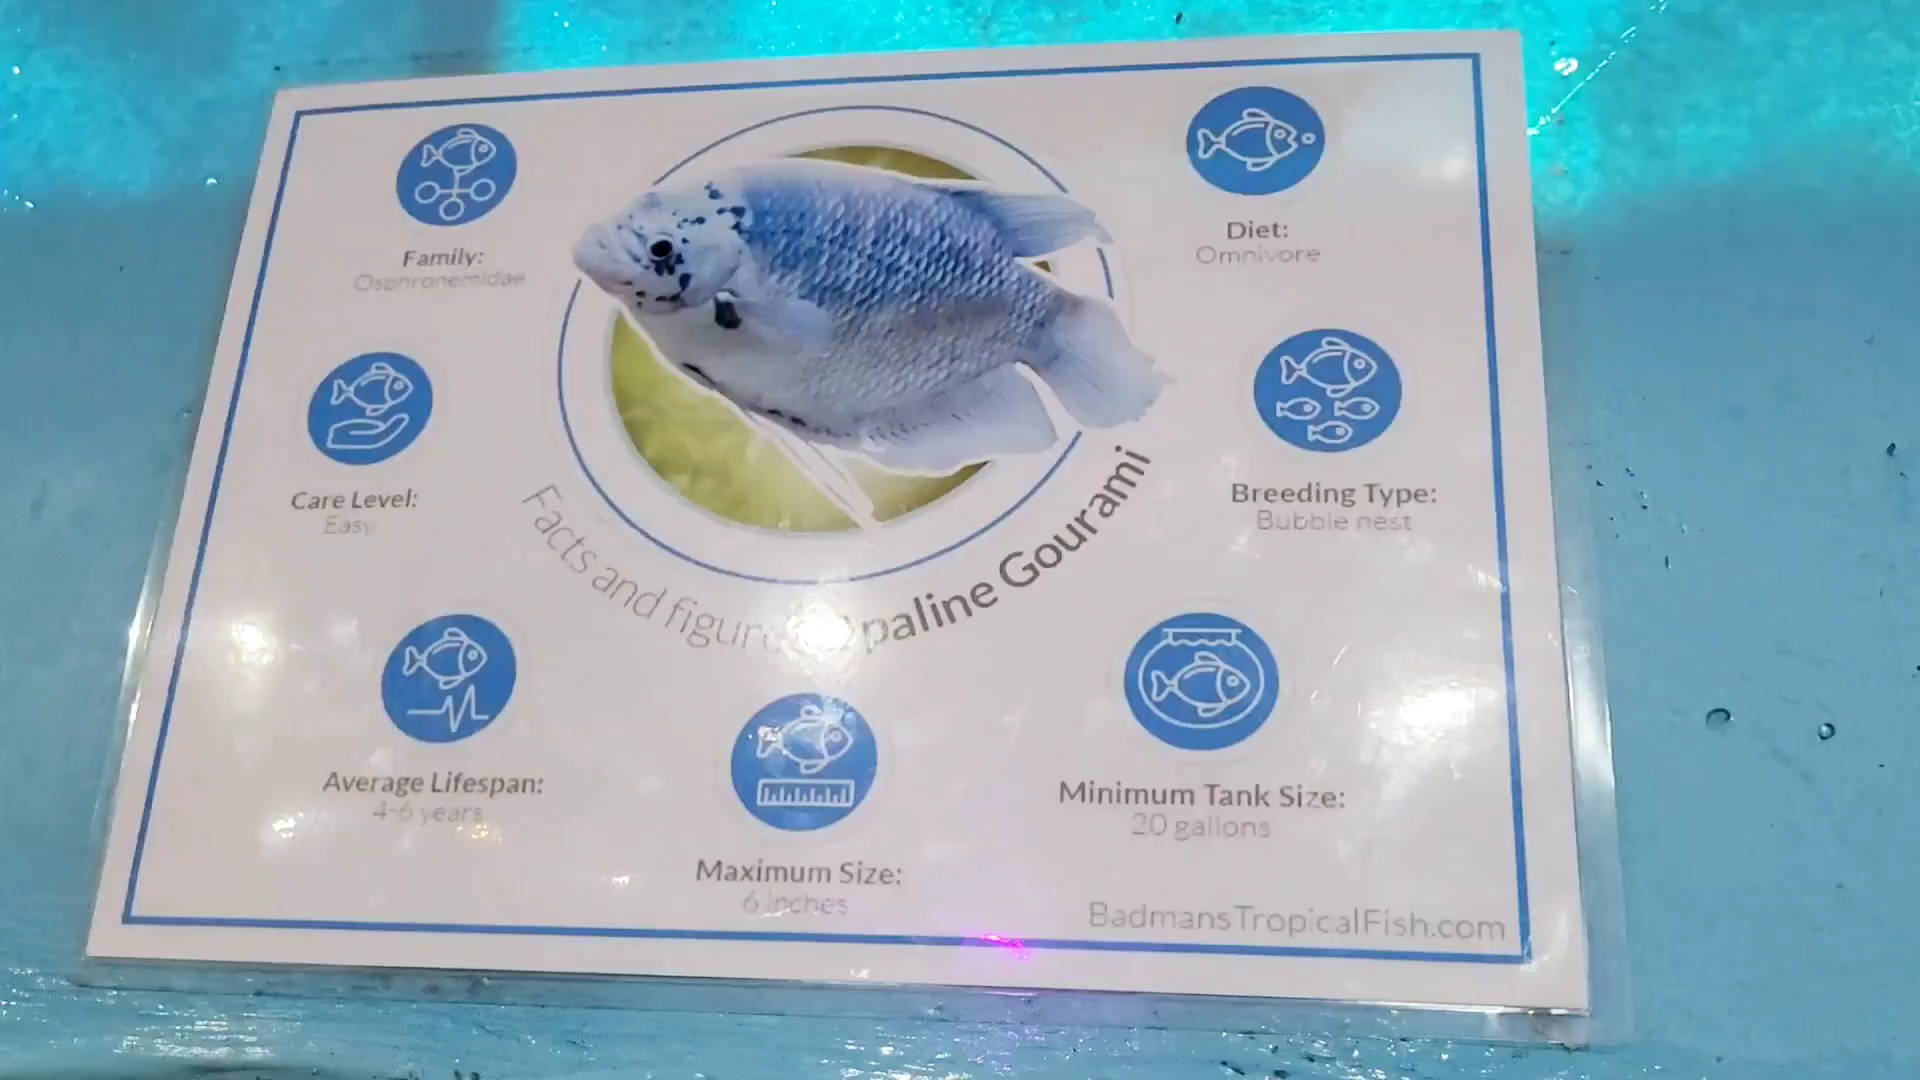 Family:
Osphronemidae
Diet:
Omnivore
Care Level:
Easy
Breeding Type:
Bubble nest
Facts and figures Opaline Gourami
Average Lifespan:
4-6 years
Maximum Size:
6 inches
Minimum Tank Size:
20 gallons
BadmansTropicalFish.com